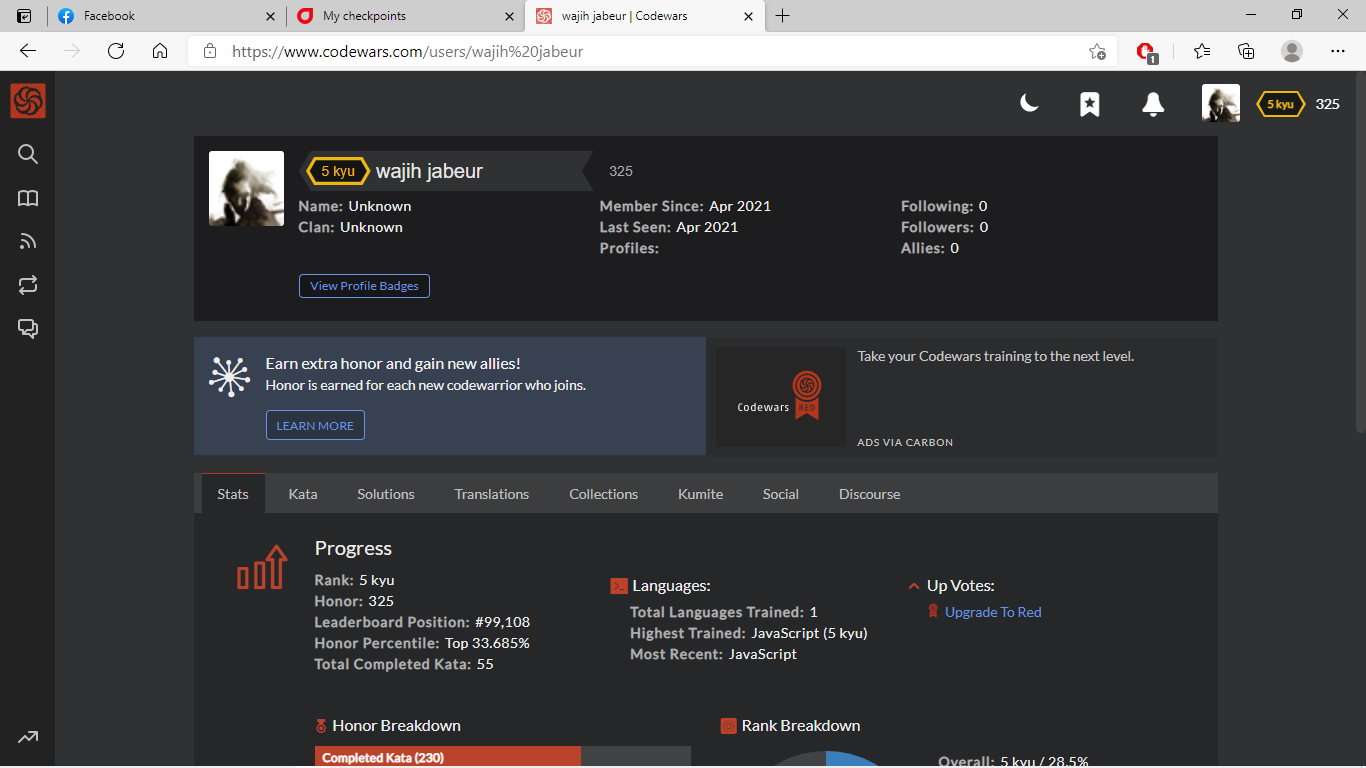 Facebook
My checkpoints
wajih jabeur | Codewars
https://www.codewars.com/users/wajih%20jabeur
1
5 kyu
325
5 kyu
wajih jabeur
325
Name: Unknown
Member Since: Apr 2021
Following: 0
Clan: Unknown
Last Seen: Apr 2021
Followers: 0
Profiles:
Allies: 0
View Profile Badges
Earn extra honor and gain new allies!
Honor is earned for each new codewarrior who joins.
LEARN MORE
Codewars
RED
Take your Codewars training to the next level.
ADS VIA CARBON
Stats
Kata
Solutions
Translations
Collections
Kumite
Social
Discourse
Progress
Rank: 5 kyu
Honor: 325
Leaderboard Position: #99,108
Honor Percentile: Top 33.685%
Total Completed Kata: 55
Languages:
Total Languages Trained: 1
Highest Trained: JavaScript (5 kyu)
Most Recent: JavaScript
Up Votes:
Upgrade To Red
Honor Breakdown
Completed Kata (230)
Rank Breakdown
Overall: 5 kyu / 28.5%